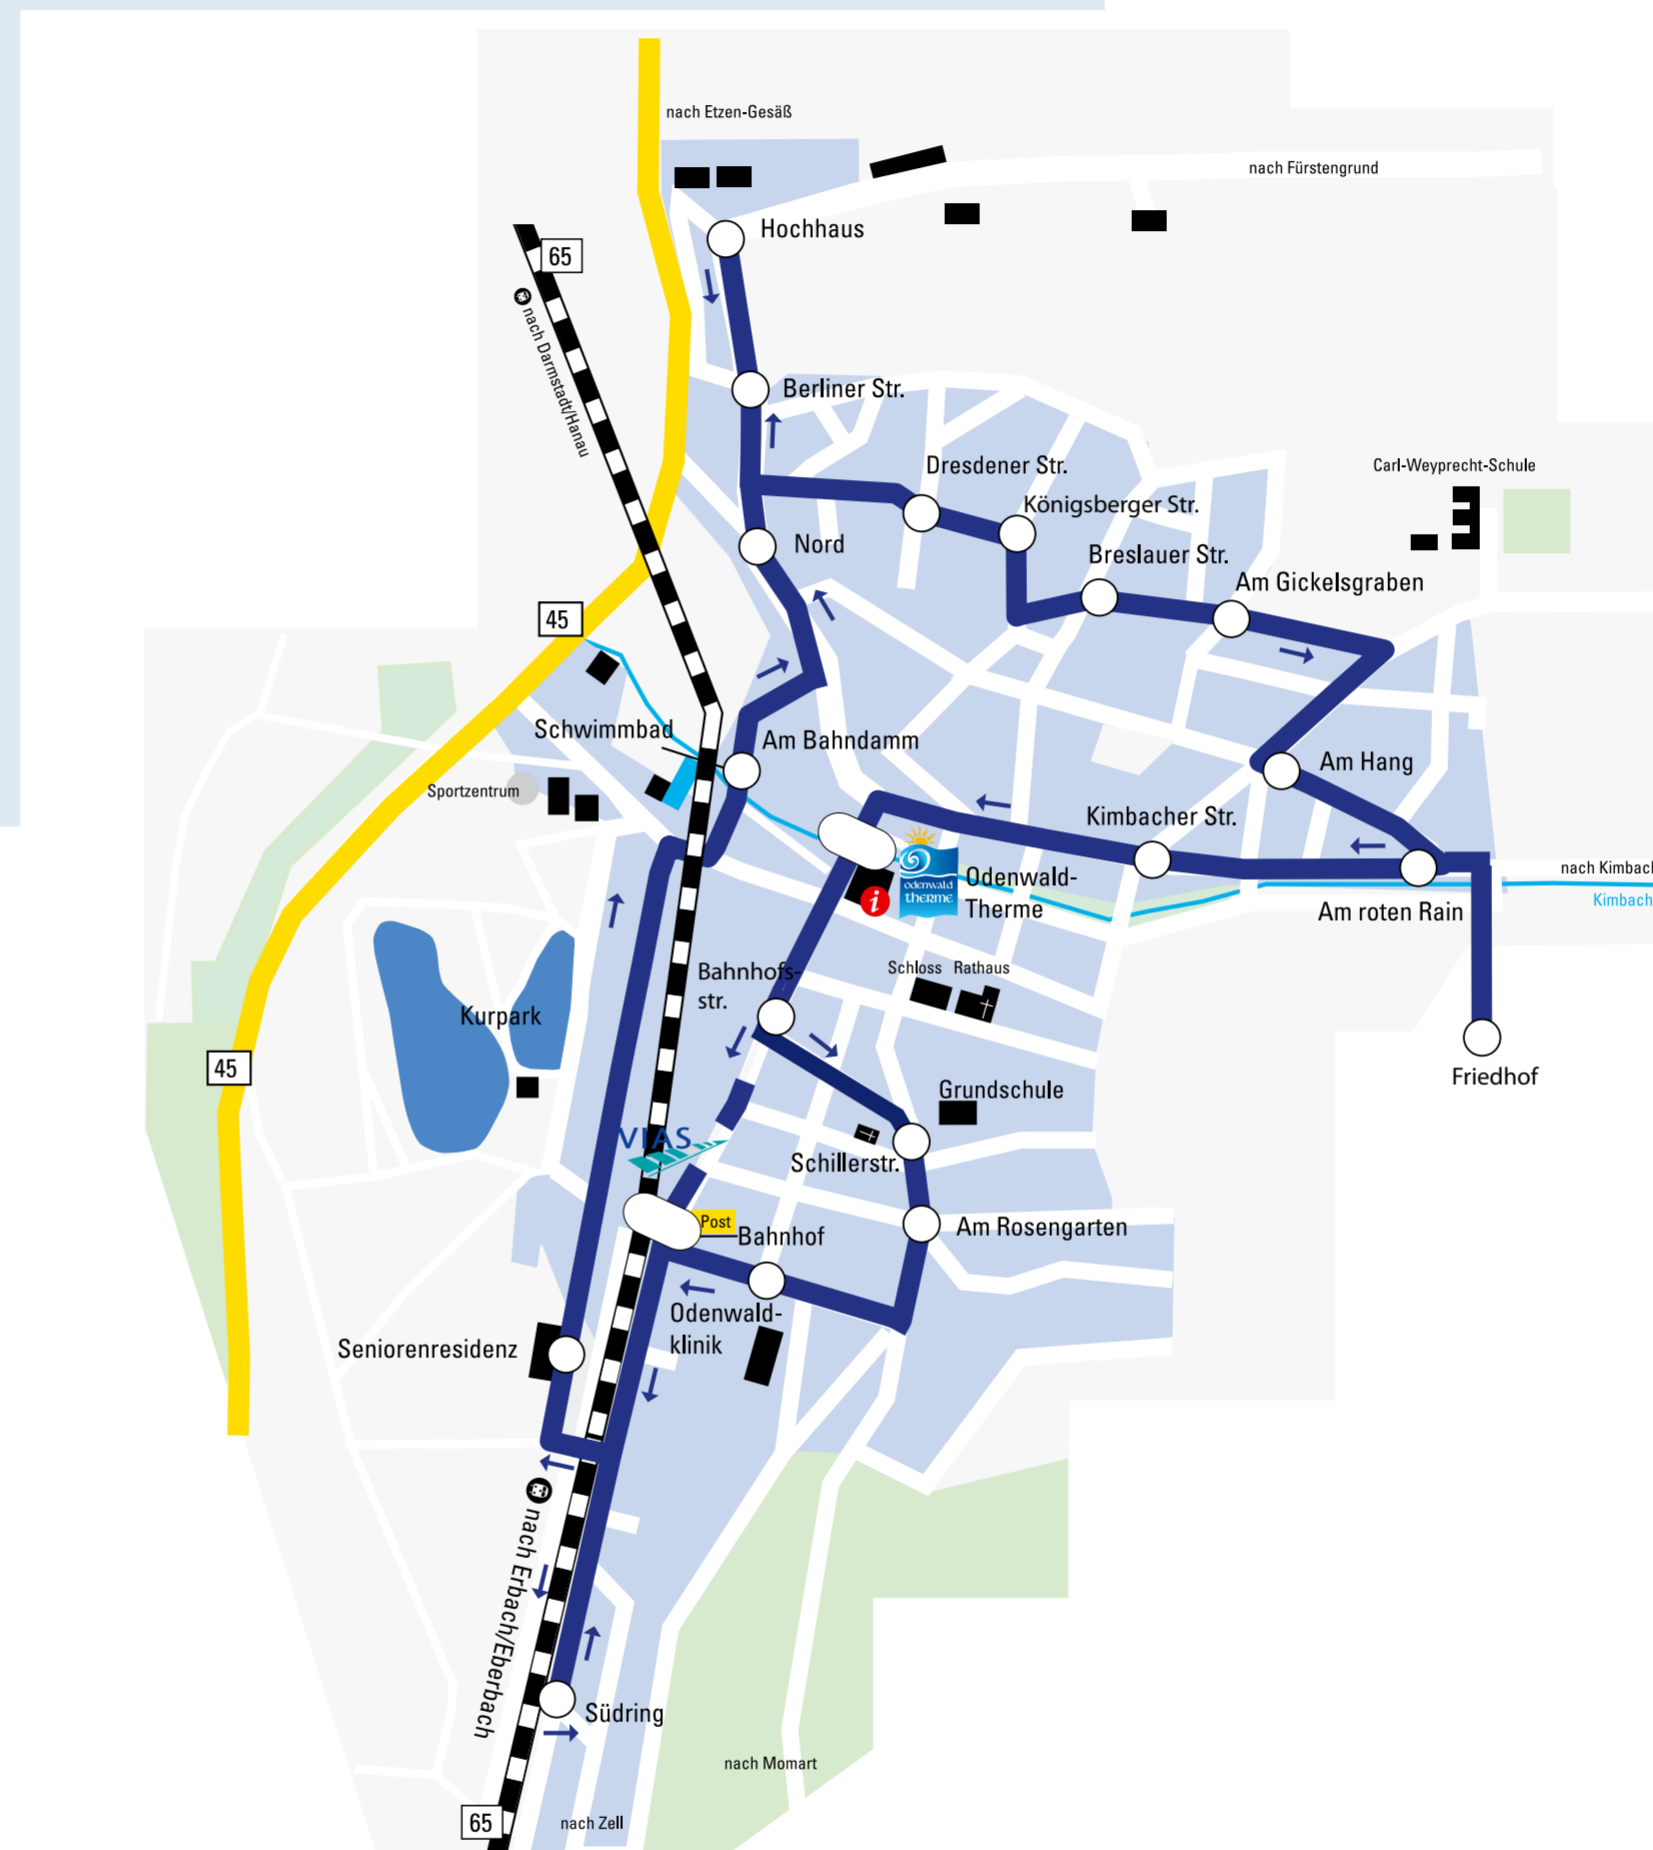 nach Etzen-Gesäß
nach Fürstengrund
Hochhaus
65
nach Darmstadt/Hanau
Berliner Str.
Dresdener Str.
Carl-Weyprecht-Schule
Königsberger Str.
Nord
Breslauer Str.
Am Gickelsgraben
45
Schwimmbad
Am Bahndamm
Am Hang
Sportzentrum
Kimbacher Str.
nach Kimbach
odenwald
therme
Odenwald-
Therme
i
Kimbach
Am roten Rain
Bahnhofs-
str.
Schloss
Rathaus
Kurpark
45
Friedhof
Grundschule
VIAS
Schillerstr.
Post
Bahnhof
Am Rosengarten
Odenwald-
klinik
Seniorenresidenz
nach Erbach/Eberbach
Südring
nach Momart
65
nach Zell